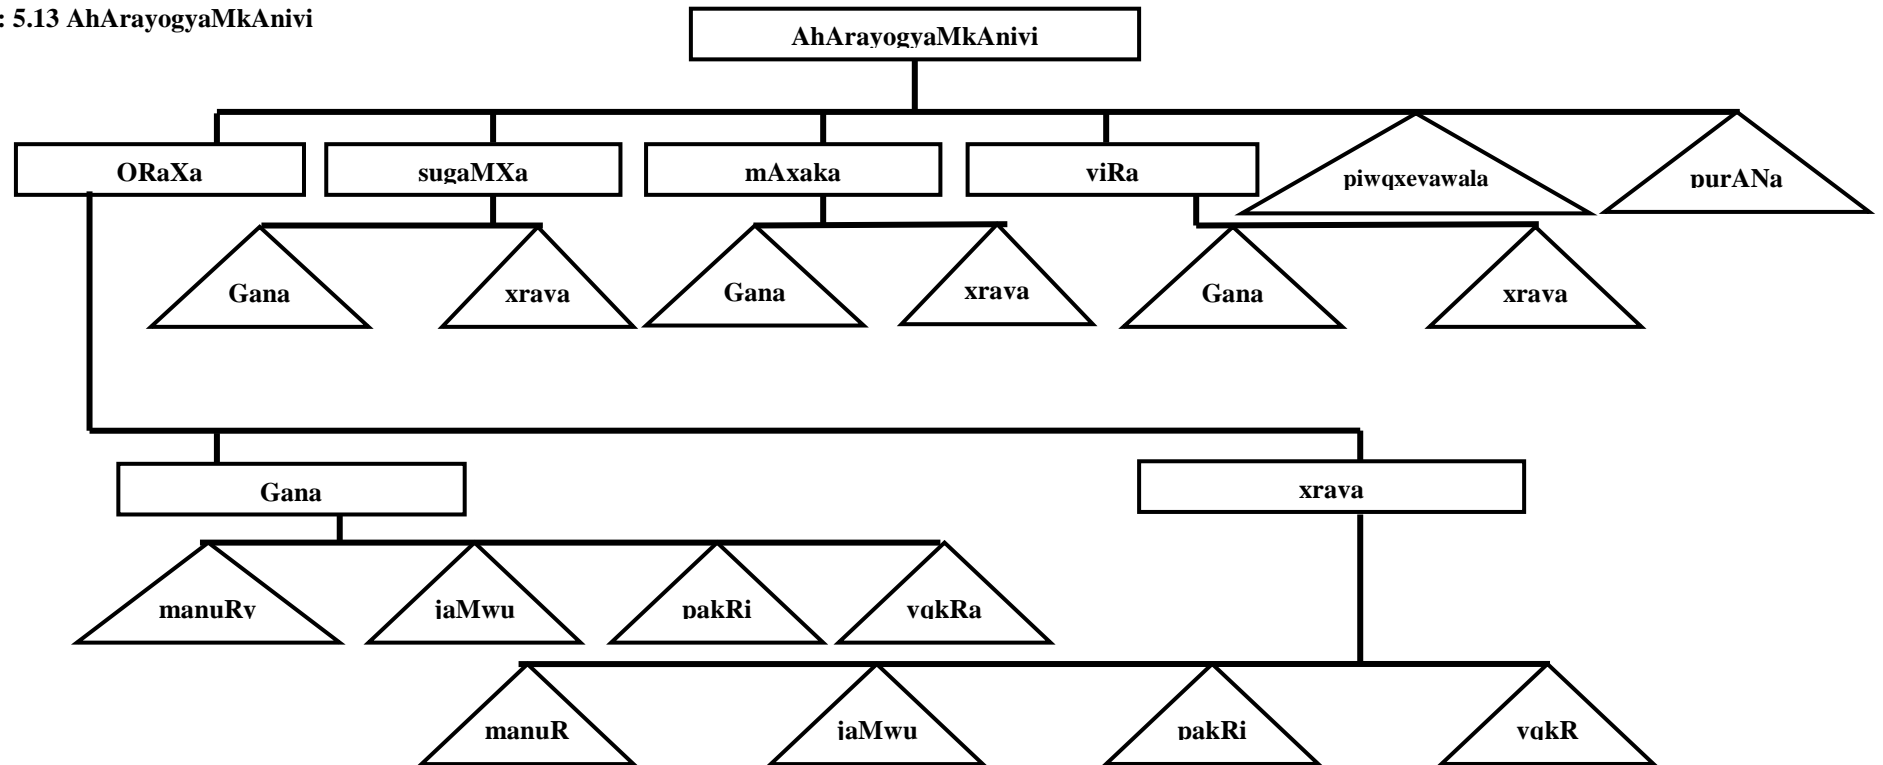 : 5.13 AhArayogyaMkAnivi
AhArayogyaMkAnivi
ORaXa sugaMXa mAxaka viRa piwqxevawala purANa
Gana xrava Gana xrava Gana xrava
Gana xrava
manuRy jaMwu pakRi vqkRa
manuR jaMwu pakRi vqkR